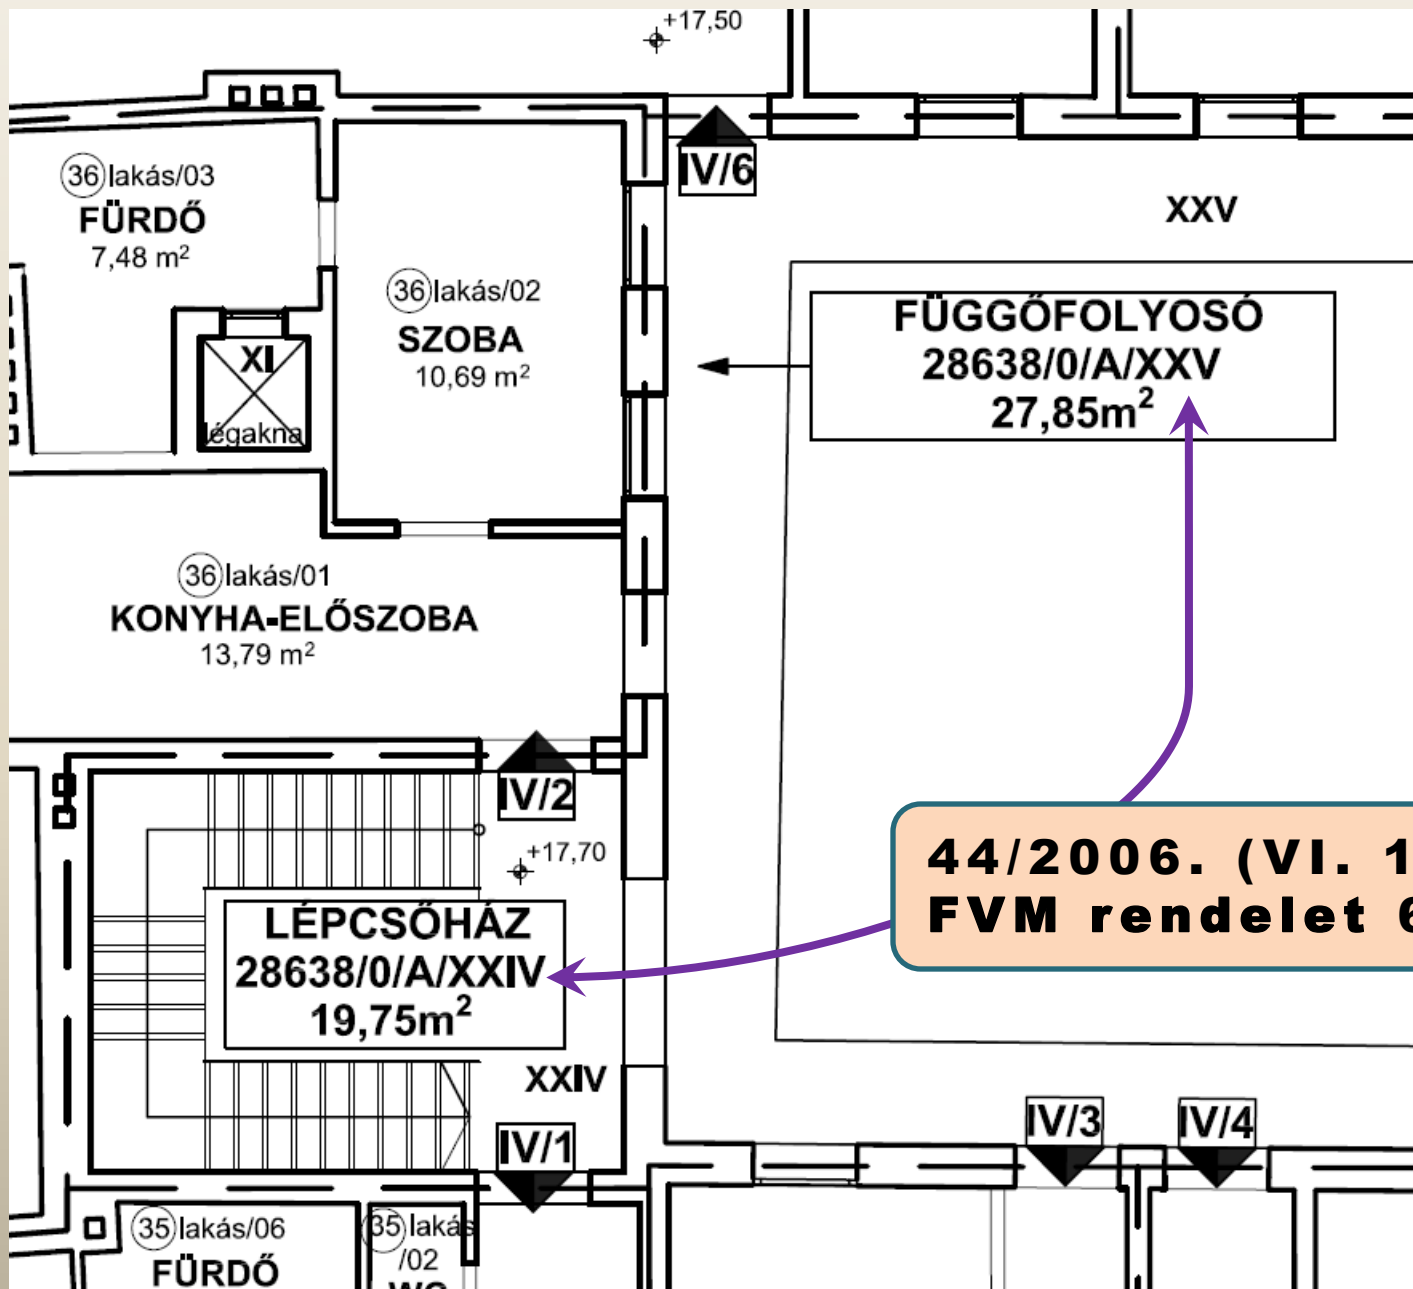 +17,50
IV/6
36 lakás/03
FÜRDŐ
7,48 m²
XXV
36 lakás/02
SZOBA
10,69 m²
FÜGGŐFOLYOSÓ
28638/0/A/XXV
27,85m²
XI
légakna
36 lakás/01
KONYHA-ELŐSZOBA
13,79 m²
IV/2
+17,70
44/2006. (VI. 1
FVM rendelet 6
LÉPCSŐHÁZ
28638/0/A/XXIV
19,75m²
XXIV
IV/1
IV/3
IV/4
35 lakás/06
FÜRDŐ
35 lakás
/02
WC